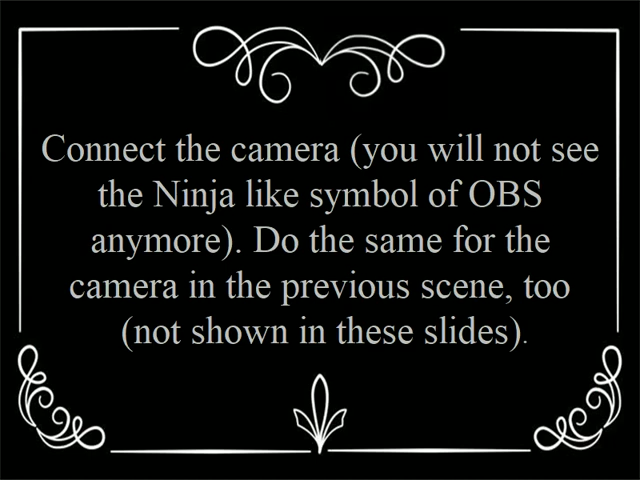 Connect the camera (you will not see
the Ninja like symbol of OBS
anymore). Do the same for the
camera in the previous scene, too
(not shown in these slides).